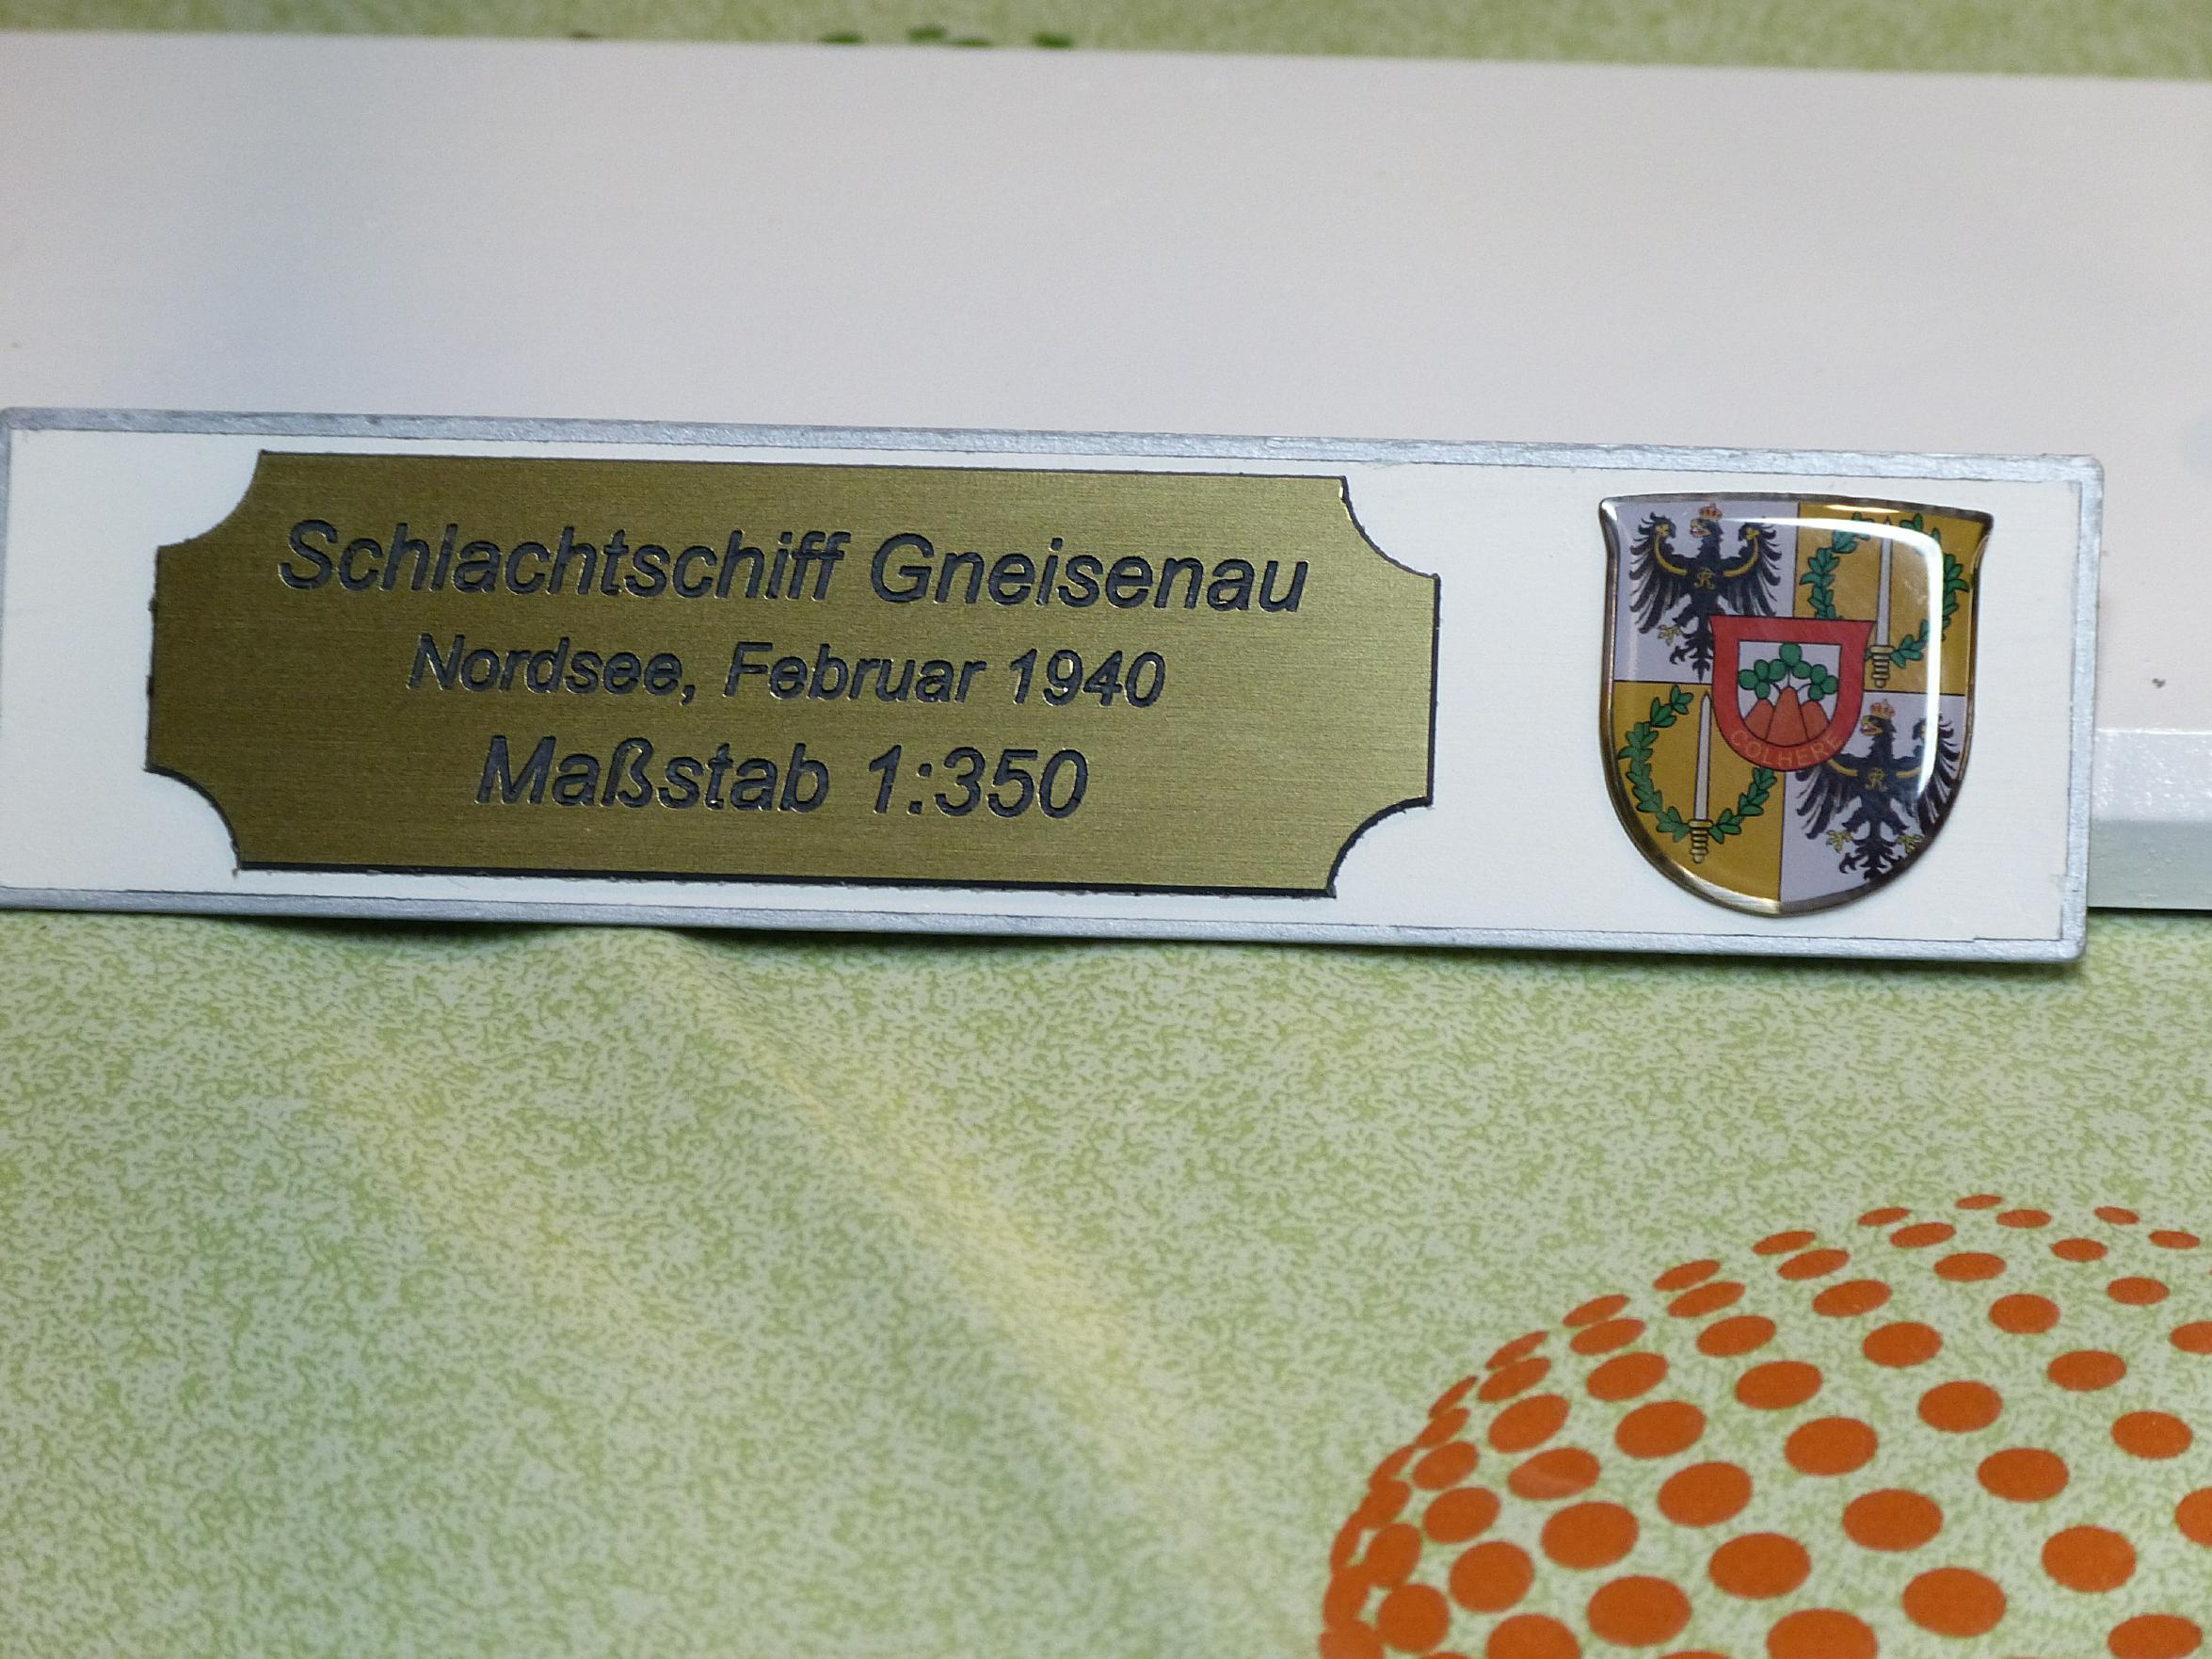 Schlachtschiff Gneisenau
Nordsee, Februar 1940
Maßstab 1:350
COLHERE